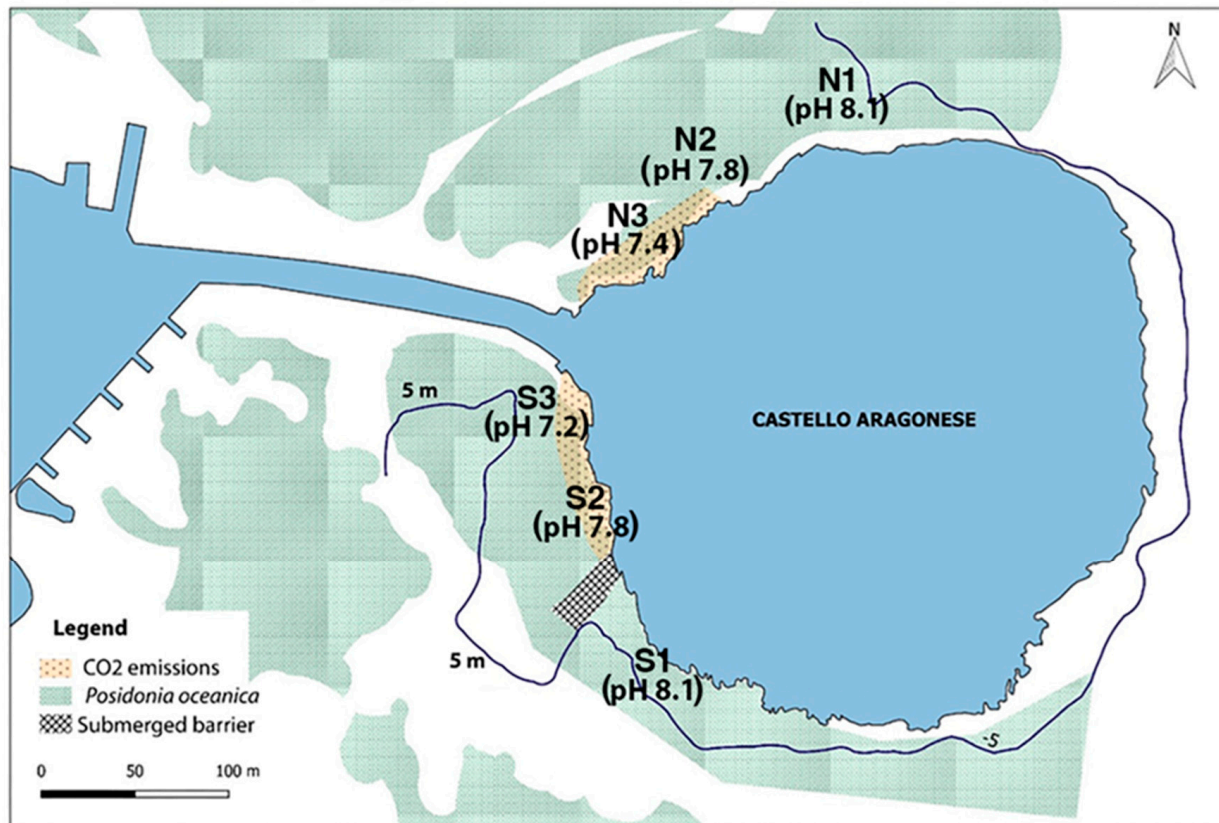 N
N1
(pH 8.1)
N2
(pH 7.8)
N3
(pH 7.4)
5 m
S3
(pH 7.2)
CASTELLO ARAGONESE
S2
(pH 7.8)
Legend
5 m
S1
(pH 8.1)
CO2 emissions
Posidonia oceanica
Submerged barrier
-5
0 50 100 m